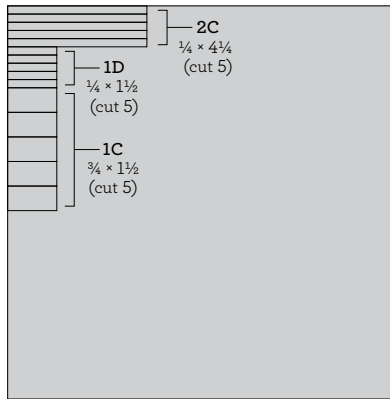 2C
¼ × 4¼
(cut 5)
1D
¼ × 1½
(cut 5)
1C
¾ × 1½
(cut 5)